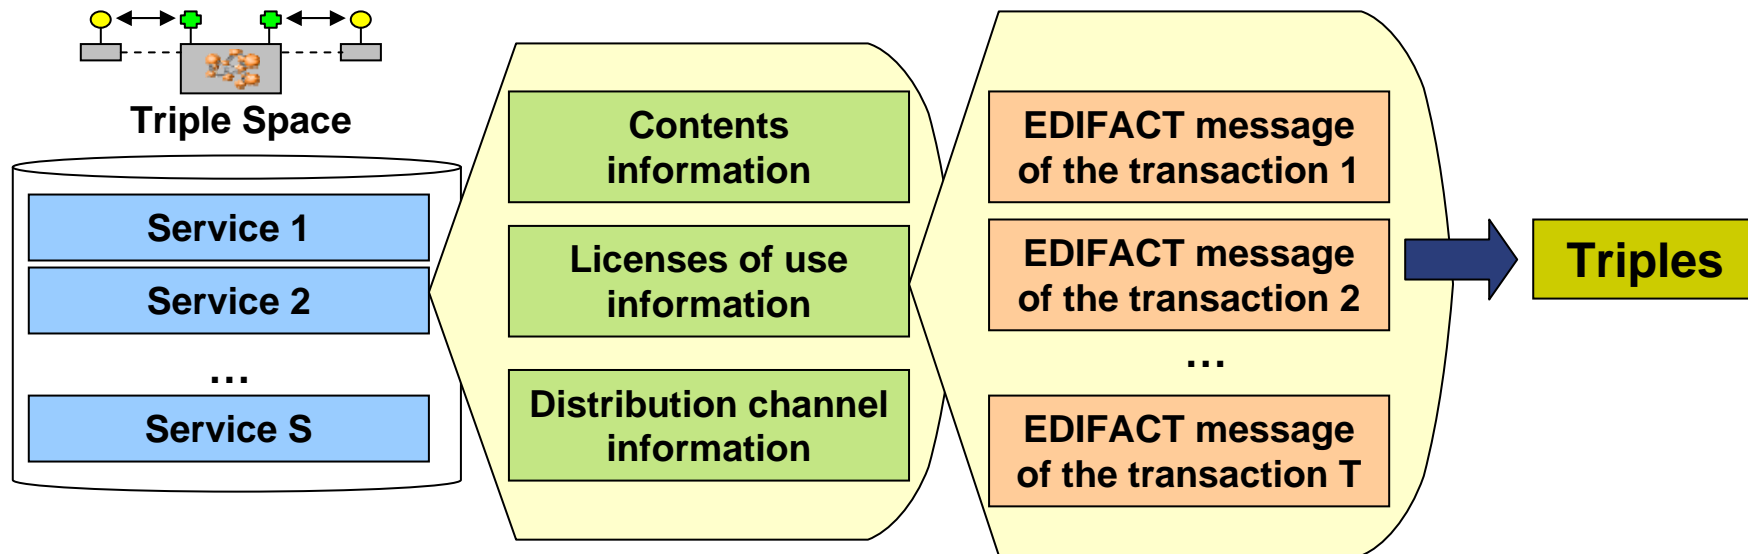 Triple Space
Service 1
Service 2
...
Service S
Contents
information
Licenses of use
information
Distribution channel
information
EDIFACT message
of the transaction 1
EDIFACT message
of the transaction 2
...
EDIFACT message
of the transaction T
Triples